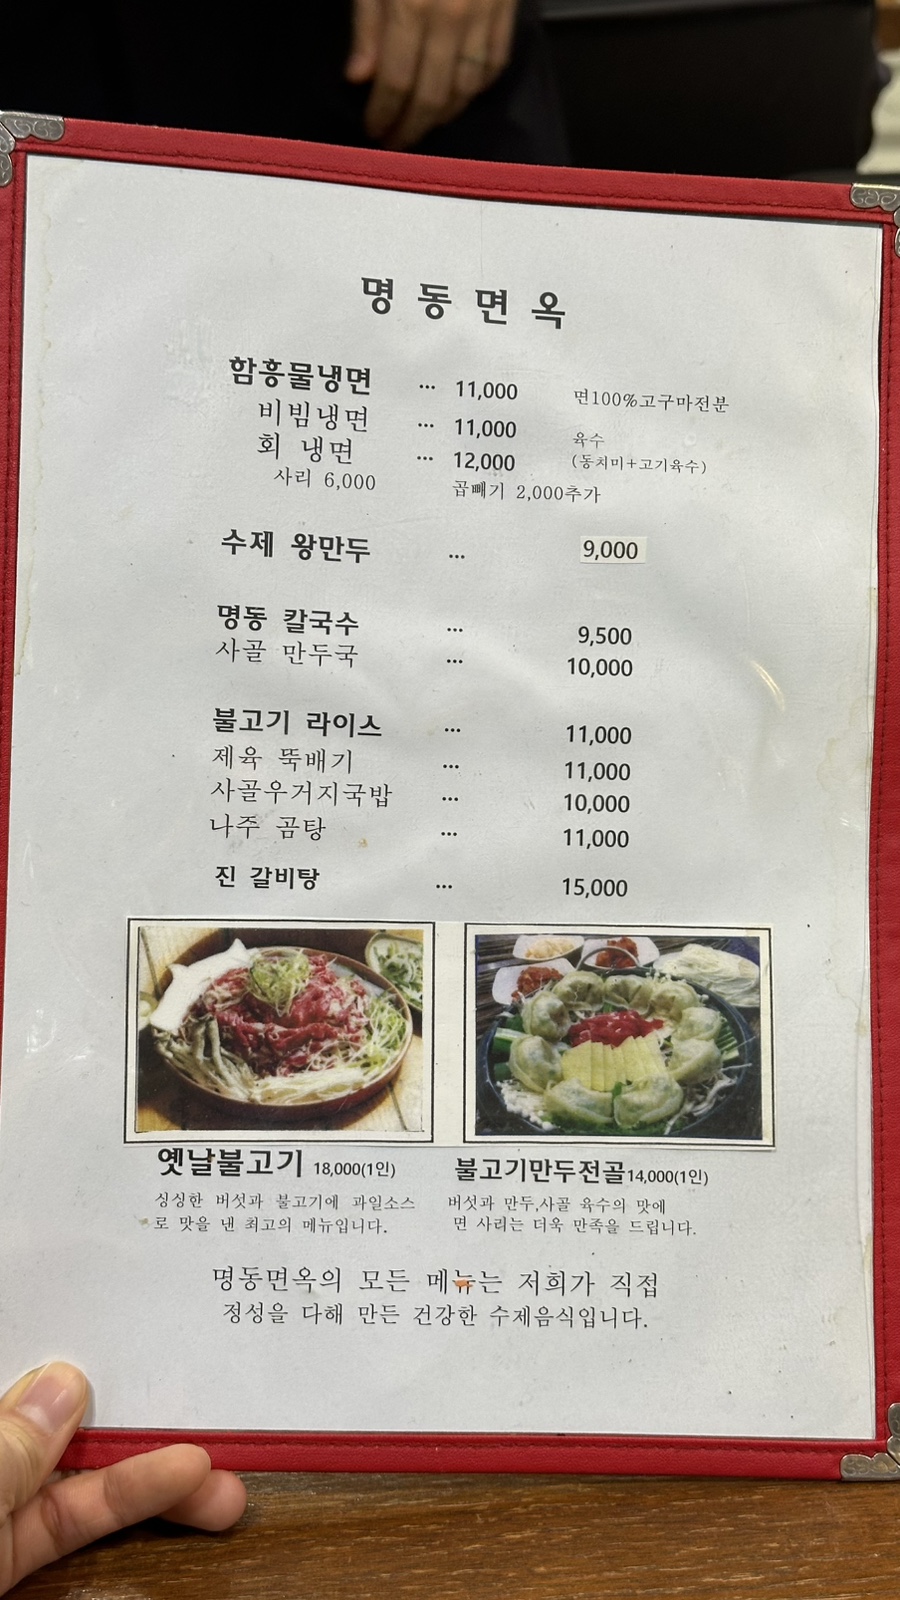 명동면옥
함흥물냉면 ... 11,000 면100%고구마전분
비빔냉면 ... 11,000 육수
회 냉면 ... 12,000 (동치미+고기육수)
사리 6,000 곱빼기 2,000추가
수제 왕만두 ... 9,000
명동 칼국수 ... 9,500
사골 만두국 ... 10,000
불고기 라이스 ... 11,000
제육 뚝배기 ... 11,000
사골우거지국밥 ... 10,000
나주 곰탕 ... 11,000
진 갈비탕 ... 15,000
옛날불고기 18,000(1인)
싱싱한 버섯과 불고기에 과일소스
로 맛을 낸 최고의 메뉴입니다.
불고기만두전골14,000(1인)
버섯과 만두,사골 육수의 맛에
면 사리는 더욱 만족을 드립니다.
명동면옥의 모든 메뉴는 저희가 직접
정성을 다해 만든 건강한 수제음식입니다.